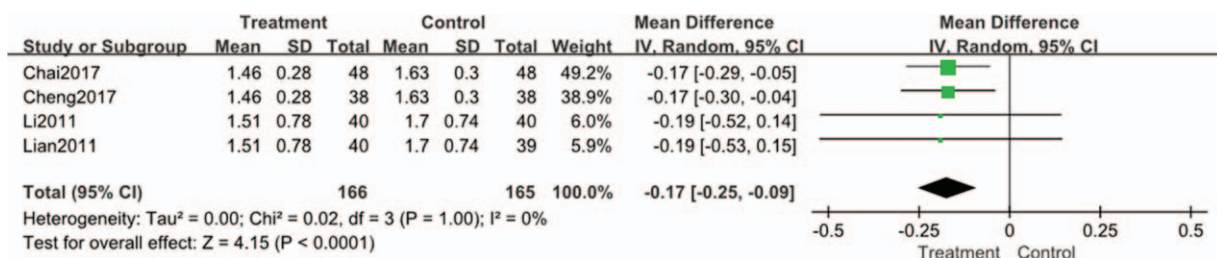 Treatment Control Mean Difference Mean Difference
Study or Subgroup Mean SD Total Mean SD Total Weight IV, Random, 95% CI IV, Random, 95% CI
Chai2017 1.46 0.28 48 1.63 0.3 48 49.2% -0.17 [-0.29, -0.05]
Cheng2017 1.46 0.28 38 1.63 0.3 38 38.9% -0.17 [-0.30, -0.04]
Li2011 1.51 0.78 40 1.7 0.74 40 6.0% -0.19 [-0.52, 0.14]
Lian2011 1.51 0.78 40 1.7 0.74 39 5.9% -0.19 [-0.53, 0.15]
Total (95% CI) 166 165 100.0% -0.17 [-0.25, -0.09]
Heterogeneity: Tau² = 0.00; Chi² = 0.02, df = 3 (P = 1.00); I² = 0%
Test for overall effect: Z = 4.15 (P < 0.0001)
-0.5 -0.25 0 0.25 0.5
Treatment Control